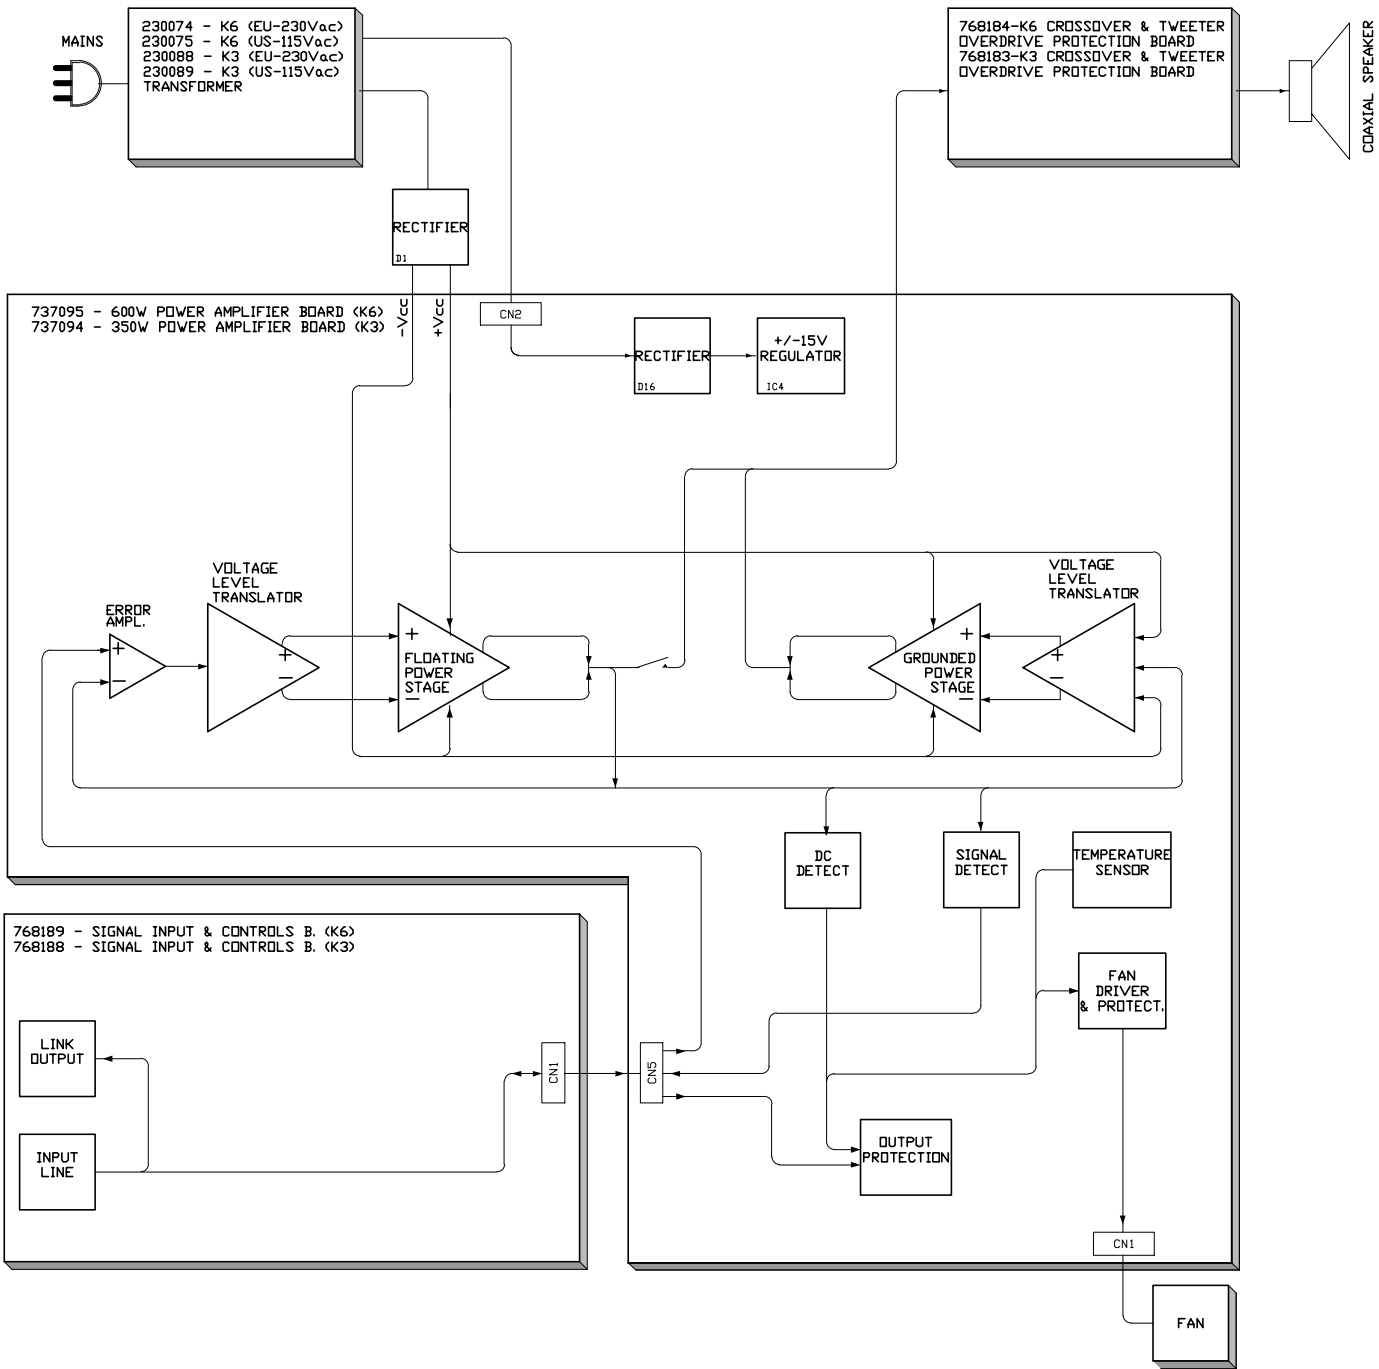 MAINS
230074 - K6 (EU-230Vac)
230075 - K6 (US-115Vac)
230088 - K3 (EU-230Vac)
230089 - K3 (US-115Vac)
TRANSFORMER
768184-K6 CROSSOVER & TWEETER
OVERDRIVE PROTECTION BOARD
768183-K3 CROSSOVER & TWEETER
OVERDRIVE PROTECTION BOARD
COAXIAL SPEAKER
RECTIFIER
D1
737095 - 600W POWER AMPLIFIER BOARD (K6)
737094 - 350W POWER AMPLIFIER BOARD (K3)
-Vcc
+Vcc
CN2
RECTIFIER
D16
+/-15V
REGULATOR
IC4
VOLTAGE
LEVEL
TRANSLATOR
ERROR
AMPL.
+
-
+
-
+
FLOATING
POWER
STAGE
-
+
GROUNDED
POWER
STAGE
-
VOLTAGE
LEVEL
TRANSLATOR
+
-
DC
DETECT
SIGNAL
DETECT
TEMPERATURE
SENSOR
768189 - SIGNAL INPUT & CONTROLS B. (K6)
768188 - SIGNAL INPUT & CONTROLS B. (K3)
LINK
OUTPUT
INPUT
LINE
CN1
CN5
FAN
DRIVER
& PROTECT.
OUTPUT
PROTECTION
CN1
FAN